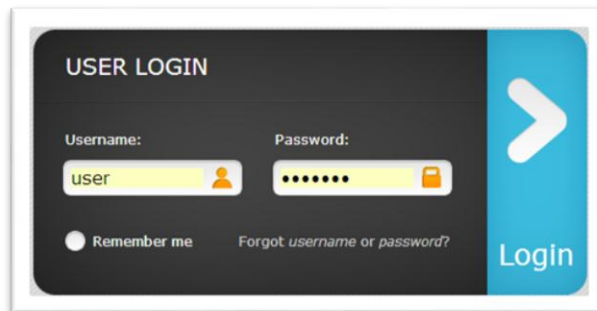 USER LOGIN
Username:
Password:
user
•••••••
Remember me
Forgot username or password?
Login